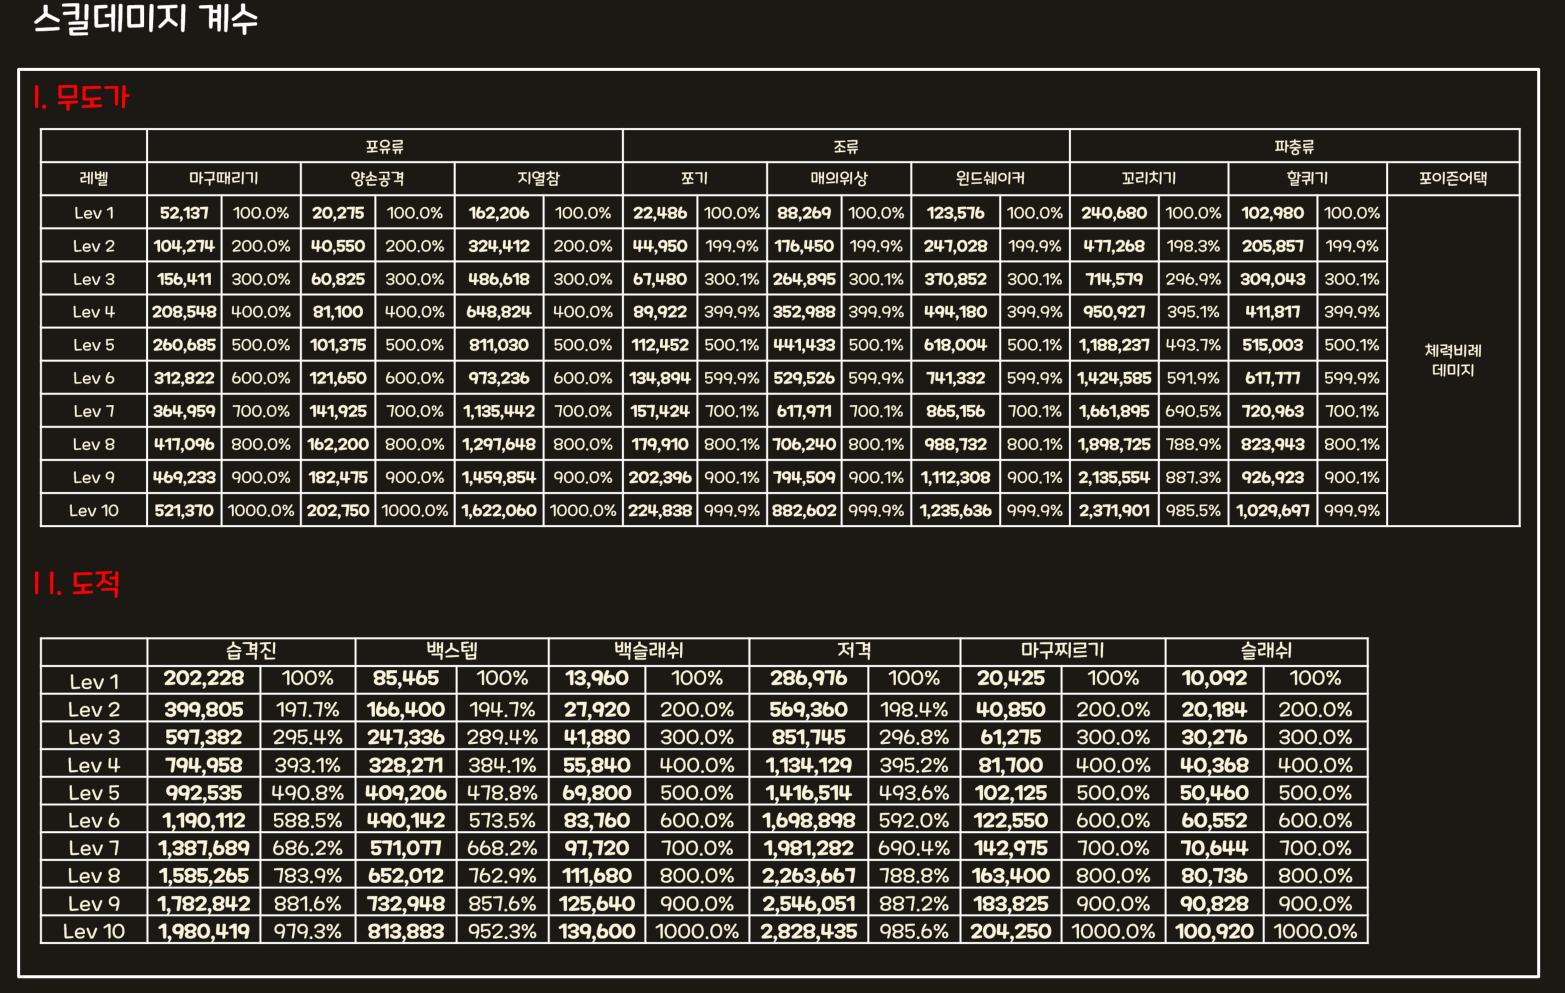 스킬데미지 계수
I. 무도가
포유류 조류 파충류
레벨 마구때리기 양손공격 지열참 쪼기 매의위상 윈드쉐이커 꼬리치기 할퀴기 포이즌어택
Lev 1 52,137 100.0% 20,275 100.0% 162,206 100.0% 22,486 100.0% 88,269 100.0% 123,576 100.0% 240,680 100.0% 102,980 100.0%
Lev 2 104,274 200.0% 40,550 200.0% 324,412 200.0% 44,950 199.9% 176,450 199.9% 247,028 199.9% 477,268 198.3% 205,857 199.9%
Lev 3 156,411 300.0% 60,825 300.0% 486,618 300.0% 67,480 300.1% 264,895 300.1% 370,852 300.1% 714,579 296.9% 309,043 300.1%
Lev 4 208,548 400.0% 81,100 400.0% 648,824 400.0% 89,922 399.9% 352,988 399.9% 494,180 399.9% 950,927 395.1% 411,817 399.9%
Lev 5 260,685 500.0% 101,375 500.0% 811,030 500.0% 112,452 500.1% 441,433 500.1% 618,004 500.1% 1,188,237 493.7% 515,003 500.1%
체력비례
데미지
Lev 6 312,822 600.0% 121,650 600.0% 973,236 600.0% 134,894 599.9% 529,526 599.9% 741,332 599.9% 1,424,585 591.9% 617,777 599.9%
Lev 7 364,959 700.0% 141,925 700.0% 1,135,442 700.0% 157,424 700.1% 617,971 700.1% 865,156 700.1% 1,661,895 690.5% 720,963 700.1%
Lev 8 417,096 800.0% 162,200 800.0% 1,297,648 800.0% 179,910 800.1% 706,240 800.1% 988,732 800.1% 1,898,725 788.9% 823,943 800.1%
Lev 9 469,233 900.0% 182,475 900.0% 1,459,854 900.0% 202,396 900.1% 794,509 900.1% 1,112,308 900.1% 2,135,554 887.3% 926,923 900.1%
Lev 10 521,370 1000.0% 202,750 1000.0% 1,622,060 1000.0% 224,838 999.9% 882,602 999.9% 1,235,636 999.9% 2,371,901 985.5% 1,029,697 999.9%
II. 도적
습격진 백스텝 백슬래쉬 저격 마구찌르기 슬래쉬
Lev 1 202,228 100% 85,465 100% 13,960 100% 286,976 100% 20,425 100% 10,092 100%
Lev 2 399,805 197.7% 166,400 194.7% 27,920 200.0% 569,360 198.4% 40,850 200.0% 20,184 200.0%
Lev 3 597,382 295.4% 247,336 289.4% 41,880 300.0% 851,745 296.8% 61,275 300.0% 30,276 300.0%
Lev 4 794,958 393.1% 328,271 384.1% 55,840 400.0% 1,134,129 395.2% 81,700 400.0% 40,368 400.0%
Lev 5 992,535 490.8% 409,206 478.8% 69,800 500.0% 1,416,514 493.6% 102,125 500.0% 50,460 500.0%
Lev 6 1,190,112 588.5% 490,142 573.5% 83,760 600.0% 1,698,898 592.0% 122,550 600.0% 60,552 600.0%
Lev 7 1,387,689 686.2% 571,077 668.2% 97,720 700.0% 1,981,282 690.4% 142,975 700.0% 70,644 700.0%
Lev 8 1,585,265 783.9% 652,012 762.9% 111,680 800.0% 2,263,667 788.8% 163,400 800.0% 80,736 800.0%
Lev 9 1,782,842 881.6% 732,948 857.6% 125,640 900.0% 2,546,051 887.2% 183,825 900.0% 90,828 900.0%
Lev 10 1,980,419 979.3% 813,883 952.3% 139,600 1000.0% 2,828,435 985.6% 204,250 1000.0% 100,920 1000.0%